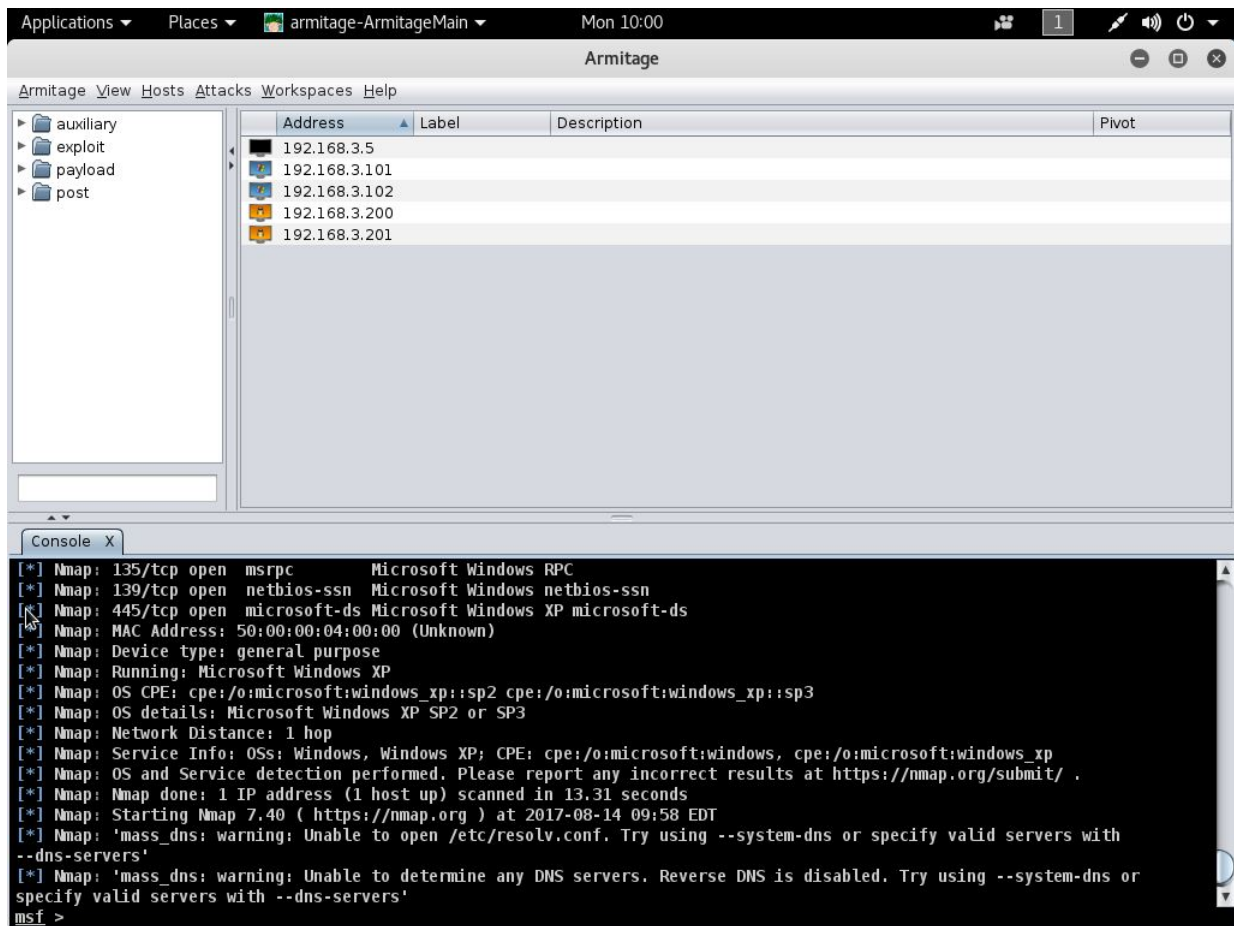 Applications Places armitage-ArmitageMain Mon 10:00 1
Armitage
Armitage View Hosts Attacks Workspaces Help
auxiliary
exploit
payload
post
Address Label Description Pivot
192.168.3.5
192.168.3.101
192.168.3.102
192.168.3.200
192.168.3.201
Console X
[*] Nmap: 135/tcp open  msrpc        Microsoft Windows RPC
[*] Nmap: 139/tcp open  netbios-ssn  Microsoft Windows netbios-ssn
[*] Nmap: 445/tcp open  microsoft-ds Microsoft Windows XP microsoft-ds
[*] Nmap: MAC Address: 50:00:00:04:00:00 (Unknown)
[*] Nmap: Device type: general purpose
[*] Nmap: Running: Microsoft Windows XP
[*] Nmap: OS CPE: cpe:/o:microsoft:windows_xp::sp2 cpe:/o:microsoft:windows_xp::sp3
[*] Nmap: OS details: Microsoft Windows XP SP2 or SP3
[*] Nmap: Network Distance: 1 hop
[*] Nmap: Service Info: OSs: Windows, Windows XP; CPE: cpe:/o:microsoft:windows, cpe:/o:microsoft:windows_xp
[*] Nmap: OS and Service detection performed. Please report any incorrect results at https://nmap.org/submit/ .
[*] Nmap: Nmap done: 1 IP address (1 host up) scanned in 13.31 seconds
[*] Nmap: Starting Nmap 7.40 ( https://nmap.org ) at 2017-08-14 09:58 EDT
[*] Nmap: 'mass_dns: warning: Unable to open /etc/resolv.conf. Try using --system-dns or specify valid servers with
--dns-servers'
[*] Nmap: 'mass_dns: warning: Unable to determine any DNS servers. Reverse DNS is disabled. Try using --system-dns or
specify valid servers with --dns-servers'
msf >